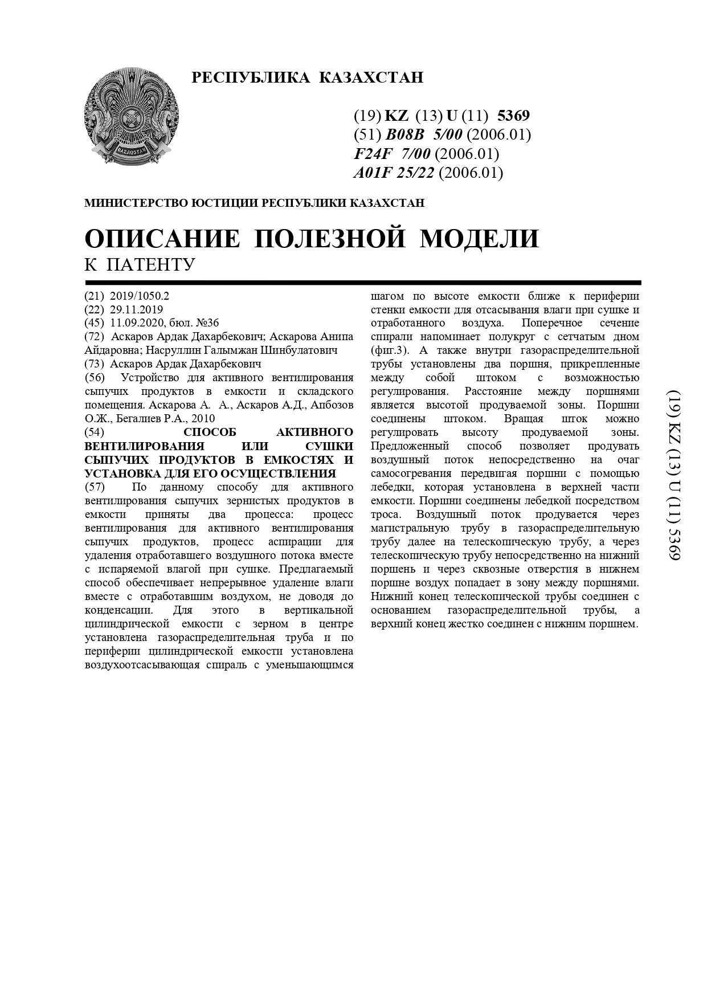 РЕСПУБЛИКА КАЗАХСТАН
QAZAQSTAN
(19) KZ (13) U (11) 5369
(51) B08B 5/00 (2006.01)
F24F 7/00 (2006.01)
A01F 25/22 (2006.01)
МИНИСТЕРСТВО ЮСТИЦИИ РЕСПУБЛИКИ КАЗАХСТАН
ОПИСАНИЕ ПОЛЕЗНОЙ МОДЕЛИ
К ПАТЕНТУ
(21) 2019/1050.2
(22) 29.11.2019
(45) 11.09.2020, бюл. №36
(72) Аскаров Ардак Дахарбекович; Аскарова Анипа
Айдаровна; Насруллин Галымжан Шинбулатович
(73) Аскаров Ардак Дахарбекович
(56) Устройство для активного вентилирования
сыпучих продуктов в емкости и складского
помещения. Аскарова А. А., Аскаров А.Д., Апбозов
О.Ж., Бегалиев Р.А., 2010
(54) СПОСОБ АКТИВНОГО
ВЕНТИЛИРОВАНИЯ ИЛИ СУШКИ
СЫПУЧИХ ПРОДУКТОВ В ЕМКОСТЯХ И
УСТАНОВКА ДЛЯ ЕГО ОСУЩЕСТВЛЕНИЯ
(57) По данному способу для активного
вентилирования сыпучих зернистых продуктов в
емкости приняты два процесса: процесс
вентилирования для активного вентилирования
сыпучих продуктов, процесс аспирации для
удаления отработавшего воздушного потока вместе
с испаряемой влагой при сушке. Предлагаемый
способ обеспечивает непрерывное удаление влаги
вместе с отработавшим воздухом, не доводя до
конденсации. Для этого в вертикальной
цилиндрической емкости с зерном в центре
установлена газораспределительная труба и по
периферии цилиндрической емкости установлена
воздухоотсасывающая спираль с уменьшающимся
шагом по высоте емкости ближе к периферии
стенки емкости для отсасывания влаги при сушке и
отработанного воздуха. Поперечное сечение
спирали напоминает полукруг с сетчатым дном
(фиг.3). А также внутри газораспределительной
трубы установлены два поршня, прикрепленные
между собой штоком с возможностью
регулирования. Расстояние между поршнями
является высотой продуваемой зоны. Поршни
соединены штоком. Вращая шток можно
регулировать высоту продуваемой зоны.
Предложенный способ позволяет продувать
воздушный поток непосредственно на очаг
самосогревания передвигая поршни с помощью
лебедки, которая установлена в верхней части
емкости. Поршни соединены лебедкой посредством
троса. Воздушный поток продувается через
магистральную трубу в газораспределительную
трубу далее на телескопическую трубу, а через
телескопическую трубу непосредственно на нижний
поршень и через сквозные отверстия в нижнем
поршне воздух попадает в зону между поршнями.
Нижний конец телескопической трубы соединен с
основанием газораспределительной трубы, а
верхний конец жестко соединен с нижним поршнем.
(19) KZ (13) U (11) 5369